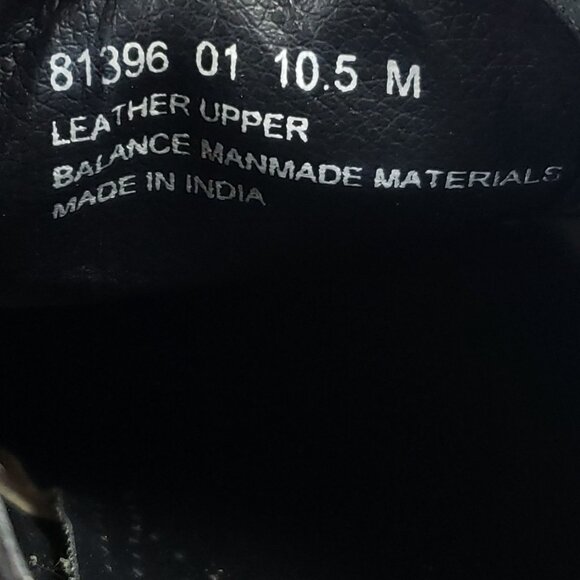 81396 01 10.5 M
LEATHER UPPER
BALANCE MANMADE MATERIALS
MADE IN INDIA